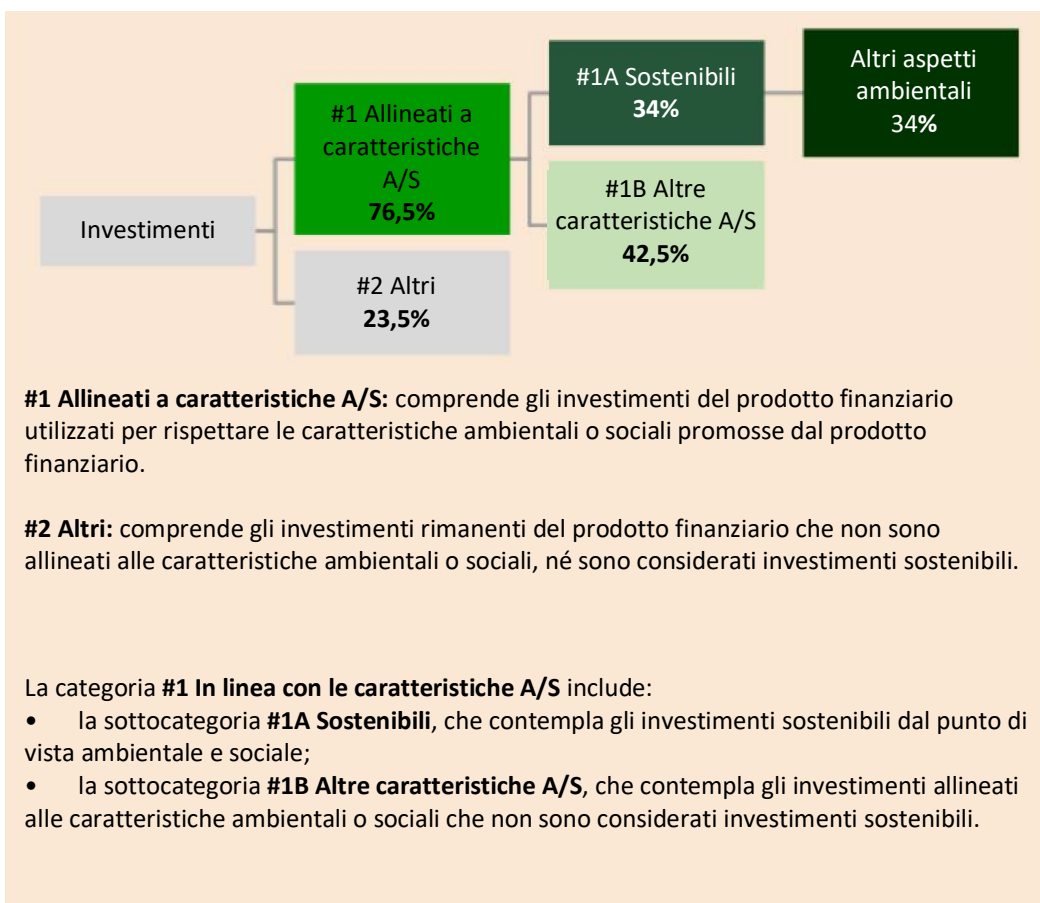 Investimenti
#1 Allineati a
caratteristiche
A/S
76,5%
#2 Altri
23,5%
#1A Sostenibili
34%
#1B Altre
caratteristiche A/S
42,5%
Altri aspetti
ambientali
34%
#1 Allineati a caratteristiche A/S: comprende gli investimenti del prodotto finanziario
utilizzati per rispettare le caratteristiche ambientali o sociali promosse dal prodotto
finanziario.
#2 Altri: comprende gli investimenti rimanenti del prodotto finanziario che non sono
allineati alle caratteristiche ambientali o sociali, né sono considerati investimenti sostenibili.
La categoria #1 In linea con le caratteristiche A/S include:
• la sottocategoria #1A Sostenibili, che contempla gli investimenti sostenibili dal punto di
vista ambientale e sociale;
• la sottocategoria #1B Altre caratteristiche A/S, che contempla gli investimenti allineati
alle caratteristiche ambientali o sociali che non sono considerati investimenti sostenibili.